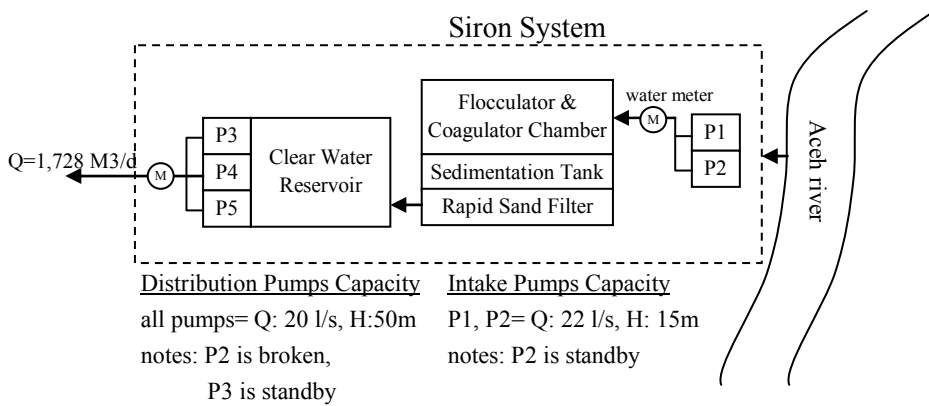 Siron System
Flocculator &
Coagulator Chamber
Sedimentation Tank
Rapid Sand Filter
water meter
M
P1
P2
Aceh river
Q=1,728 M3/d
M
P3
P4
P5
Clear Water
Reservoir
Distribution Pumps Capacity
all pumps= Q: 20 l/s, H:50m
notes: P2 is broken,
P3 is standby
Intake Pumps Capacity
P1, P2= Q: 22 l/s, H: 15m
notes: P2 is standby